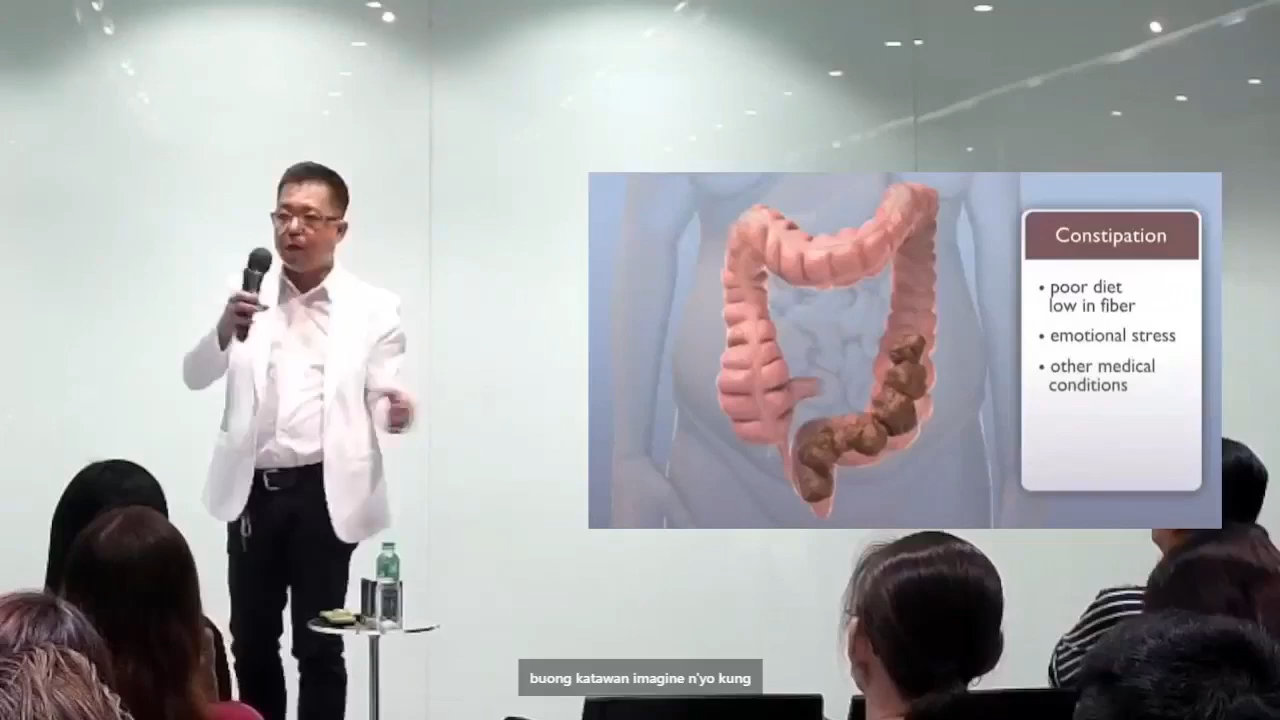 Constipation
• poor diet
low in fiber
• emotional stress
• other medical
conditions
buong katawan imagine n'yo kung